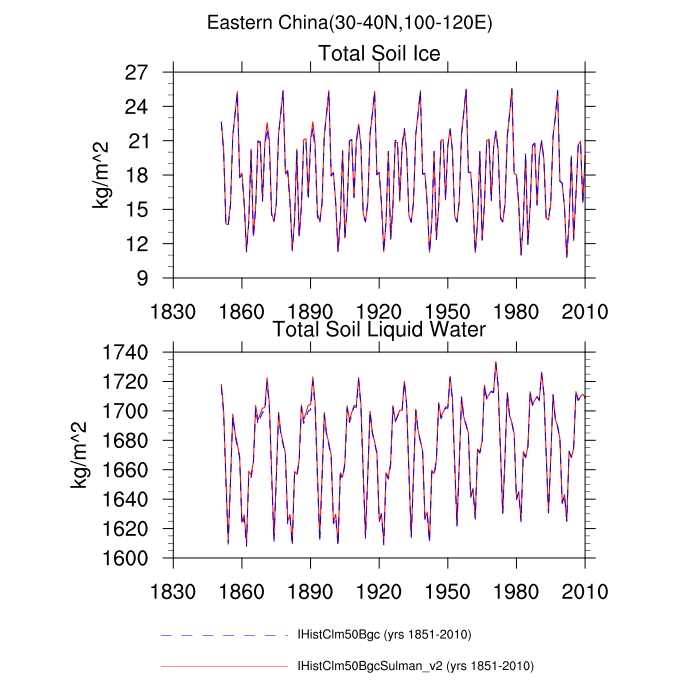 Eastern China(30-40N,100-120E)
Total Soil Ice
27
24
21
18
15
12
9
kg/m^2
1830 1860 1890 1920 1950 1980 2010
Total Soil Liquid Water
1740
1720
1700
1680
1660
1640
1620
1600
kg/m^2
1830 1860 1890 1920 1950 1980 2010
IHistClm50Bgc (yrs 1851-2010)
IHistClm50BgcSulman_v2 (yrs 1851-2010)